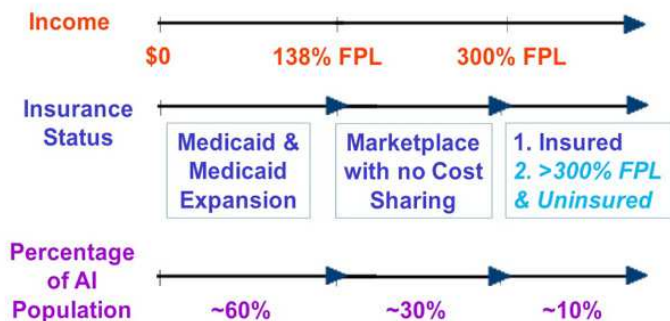 Income
$0 138% FPL 300% FPL
Insurance
Status
Medicaid &
Medicaid
Expansion
Marketplace
with no Cost
Sharing
1. Insured
2. >300% FPL
& Uninsured
Percentage
of AI
Population
~60% ~30% ~10%